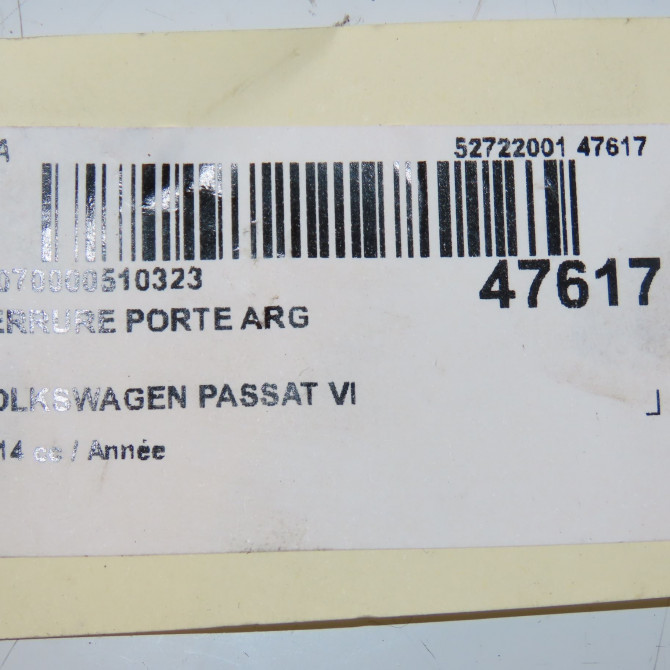 A
52722001 47617
070000510323
47617
ERRURE PORTE ARG
OLKSWAGEN PASSAT VI
14 cc / Année